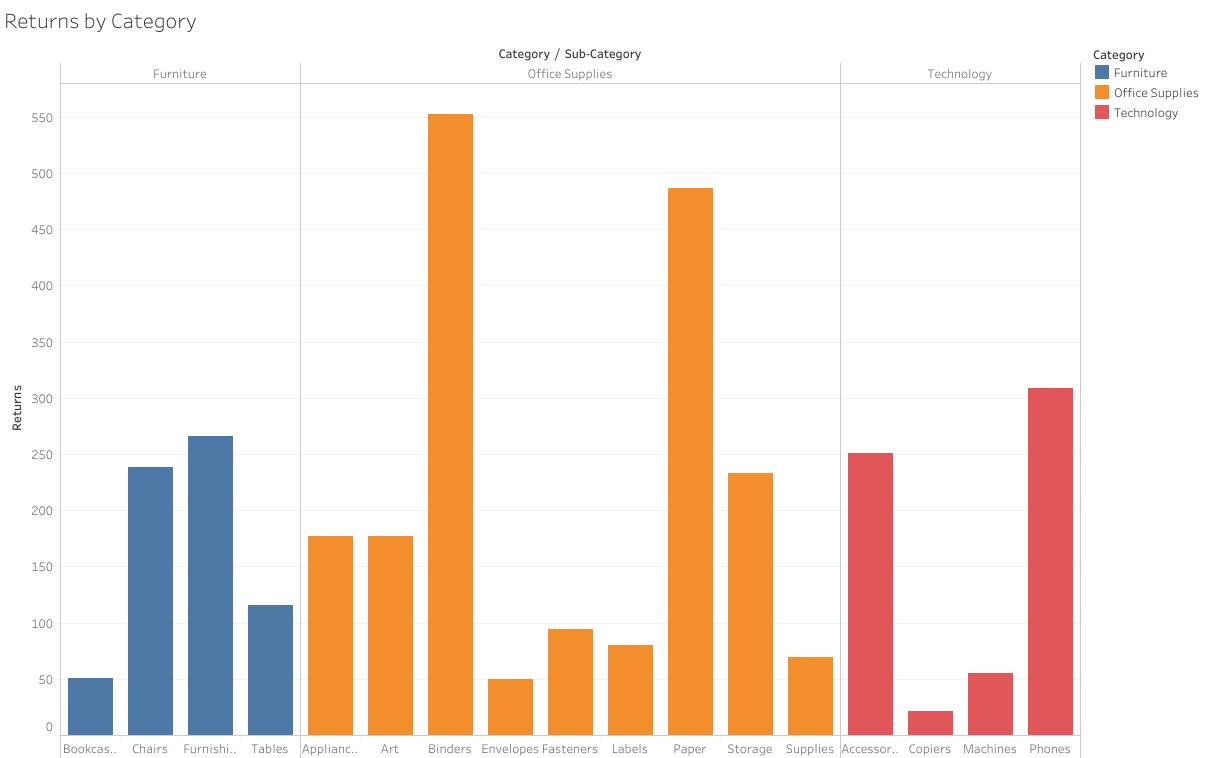 Returns by Category
Category / Sub-Category
Furniture
Office Supplies
Technology
Category
Furniture
Office Supplies
Technology
550
500
450
400
350
300
250
200
150
100
50
0
Returns
Bookcas.. Chairs Furnishi.. Tables Applianc.. Art Binders Envelopes Fasteners Labels Paper Storage Supplies Accessor.. Copiers Machines Phones